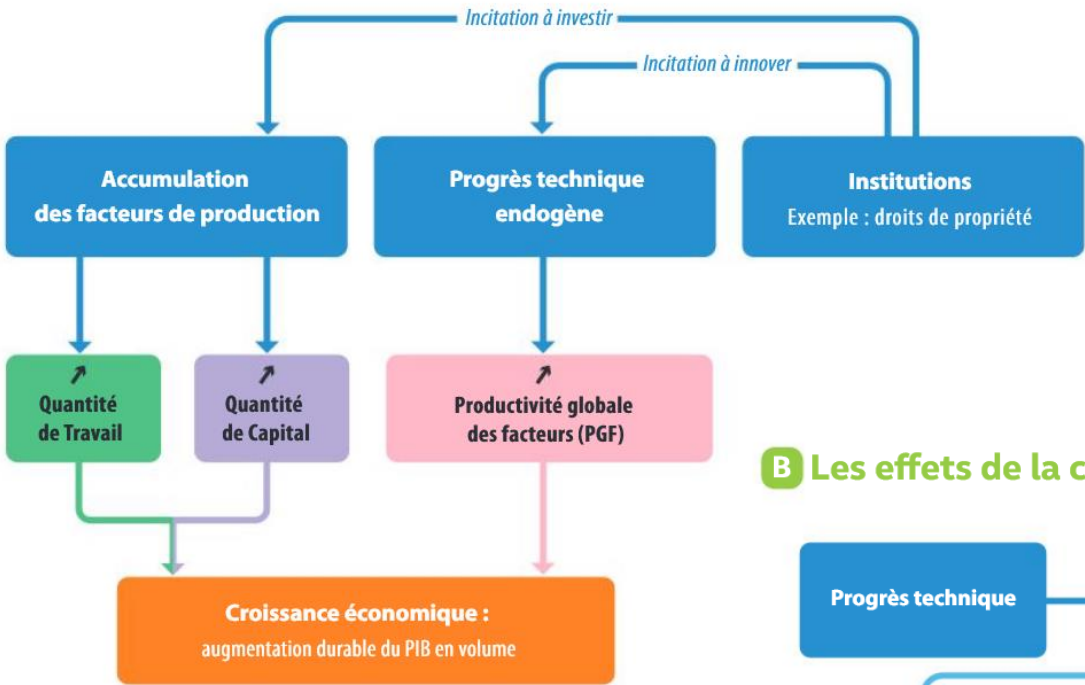 Incitation à investir
Incitation à innover
Accumulation
des facteurs de production
Progrès technique
endogène
Institutions
Exemple : droits de propriété
↗
Quantité
de Travail
↗
Quantité
de Capital
↗
Productivité globale
des facteurs (PGF)
B Les effets de la c
Croissance économique :
augmentation durable du PIB en volume
Progrès technique